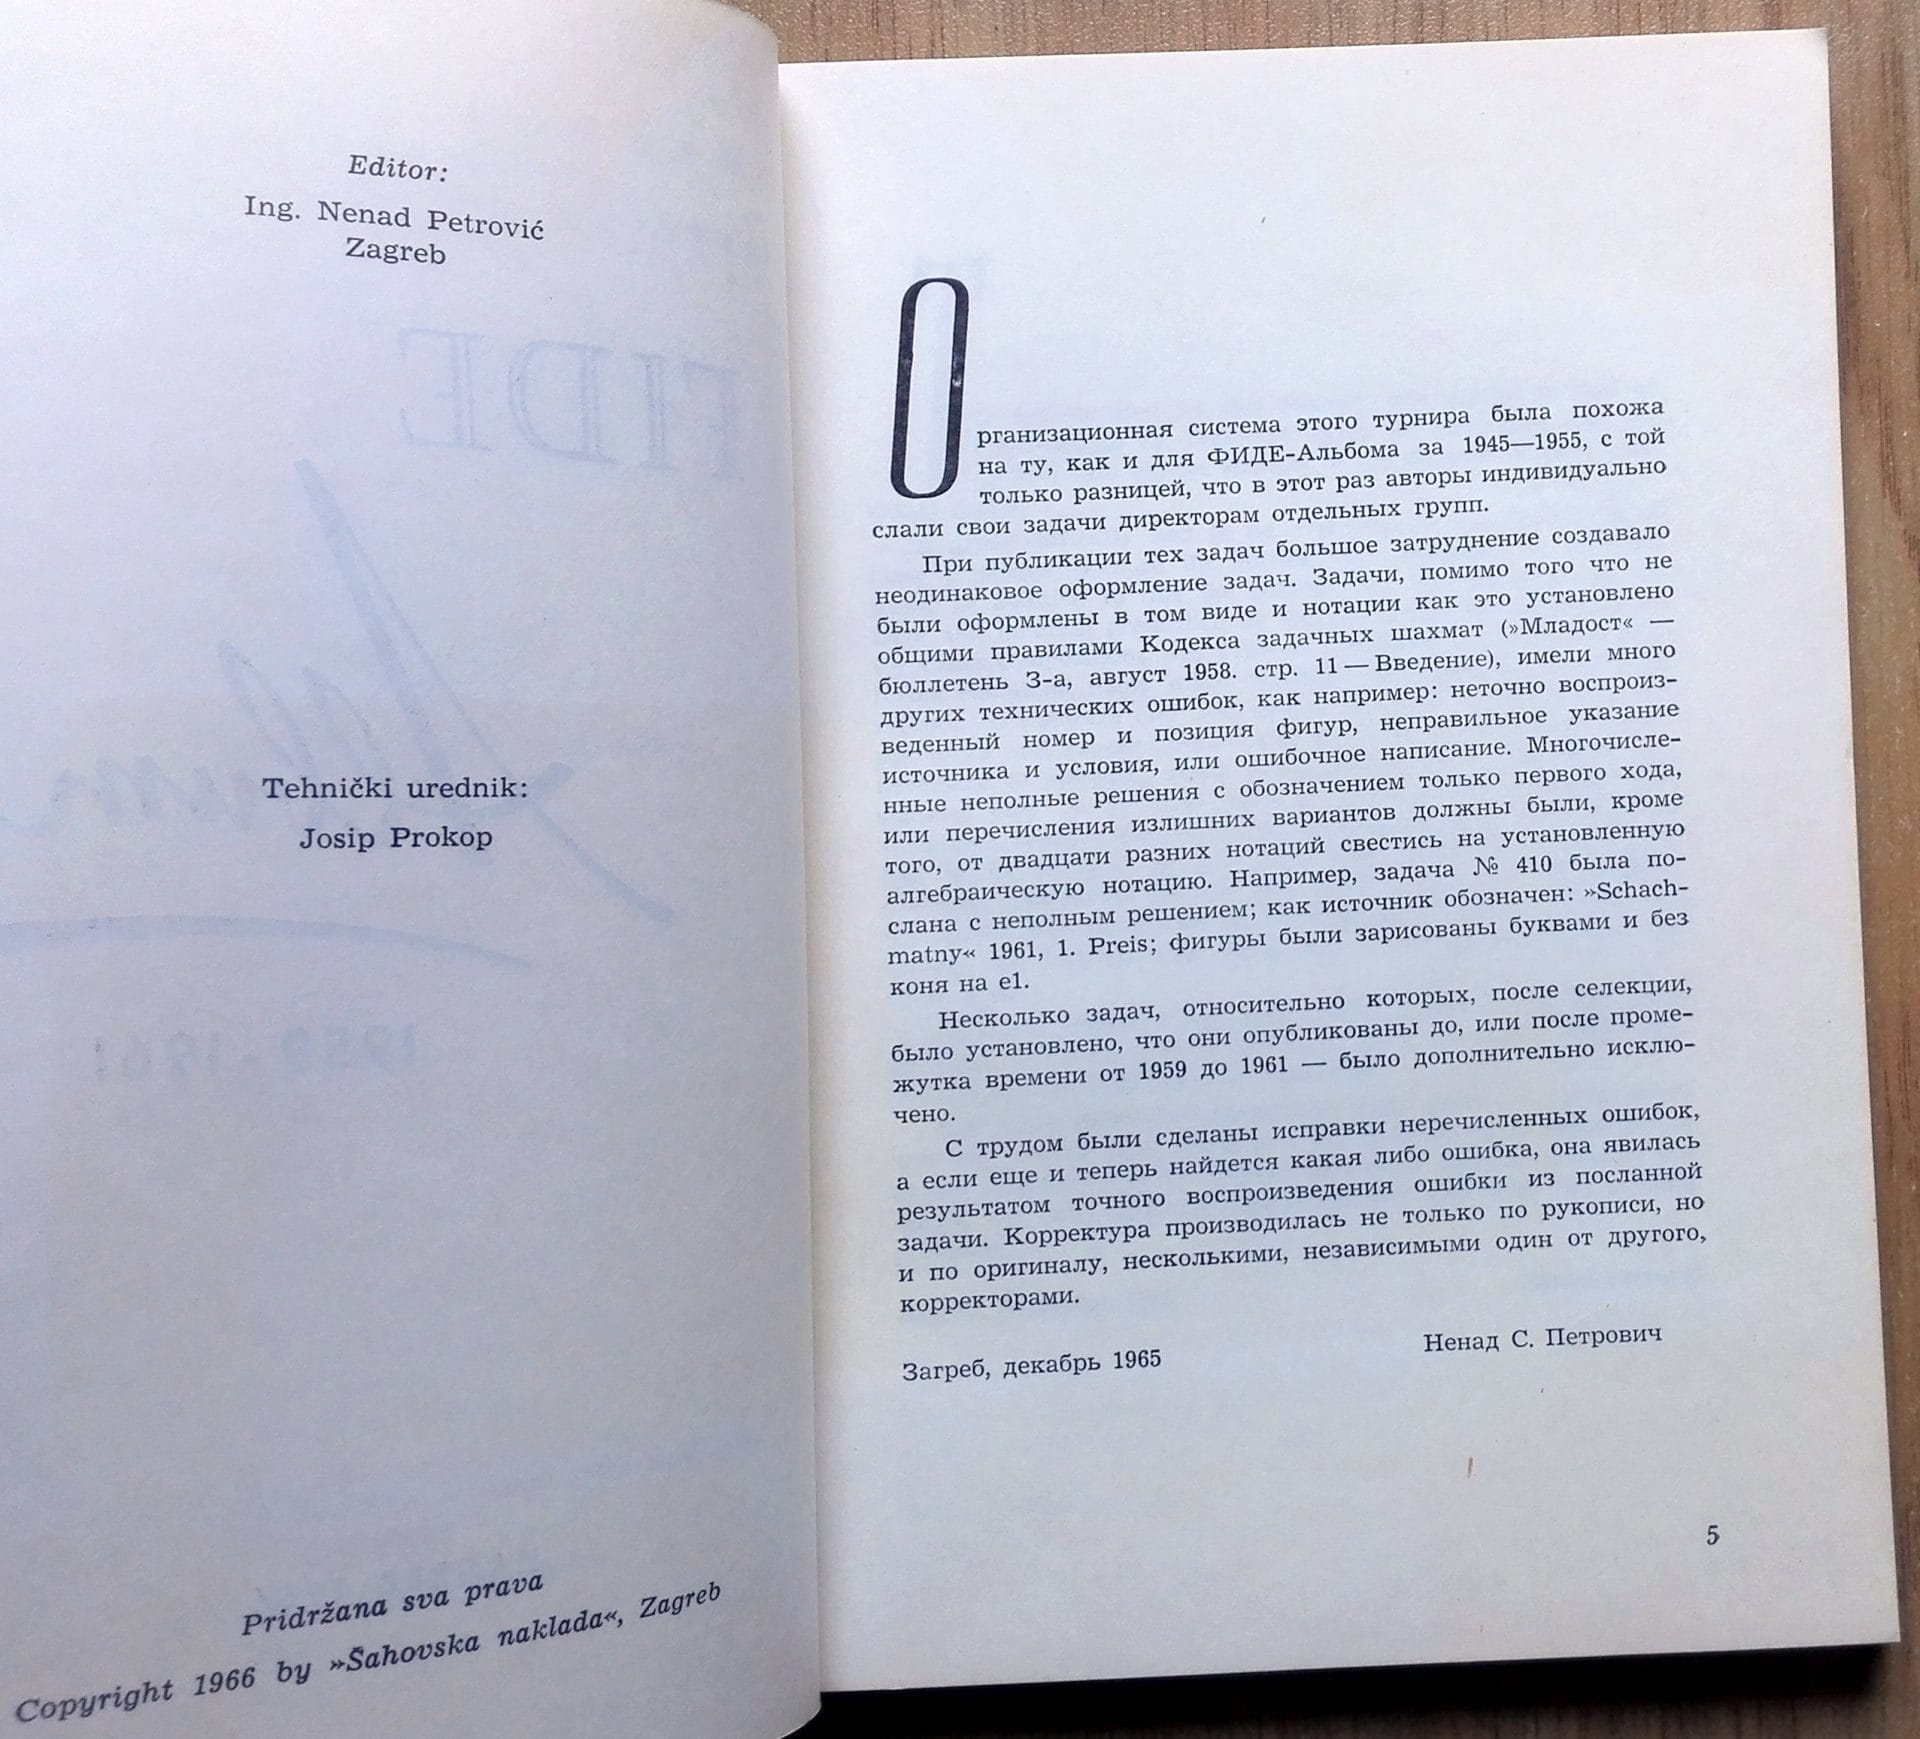 Editor:
Ing. Nenad Petrović
Zagreb
FIDE
Album
1959-1961
Tehnički urednik:
Josip Prokop
Pridržana sva prava
Copyright 1966 by »Šahovska naklada«, Zagreb
Организационная система этого турнира была похожа
на ту, как и для ФИДЕ-Альбома за 1945—1955, с той
только разницей, что в этот раз авторы индивидуально
слали свои задачи директорам отдельных групп.
При публикации тех задач большое затруднение создавало
неодинаковое оформление задач. Задачи, помимо того что не
были оформлены в том виде и нотации как это установлено
общими правилами Кодекса задачных шахмат (»Младост« —
бюллетень 3-а, август 1958. стр. 11 — Введение), имели много
других технических ошибок, как например: неточно воспроиз-
веденный номер и позиция фигур, неправильное указание
источника и условия, или ошибочное написание. Многочисле-
нные неполные решения с обозначением только первого хода,
или перечисления излишних вариантов должны были, кроме
того, от двадцати разних нотаций свестись на установленную
алгебраическую нотацию. Например, задача № 410 была по-
слана с неполным решением; как источник обозначен: »Schach-
matny« 1961, 1. Preis; фигуры были зарисованы буквами и без
коня на e1.
Несколько задач, относительно которых, после селекции,
было установлено, что они опубликованы до, или после проме-
жутка времени от 1959 до 1961 — было дополнительно исклю-
чено.
С трудом были сделаны исправки неречисленных ошибок,
а если еще и теперь найдется какая либо ошибка, она явилась
результатом точного воспроизведения ошибки из посланной
задачи. Корректура производилась не только по рукописи, но
и по оригиналу, несколькими, независимыми один от другого,
корректорами.
Загреб, декабрь 1965
Ненад С. Петрович
5